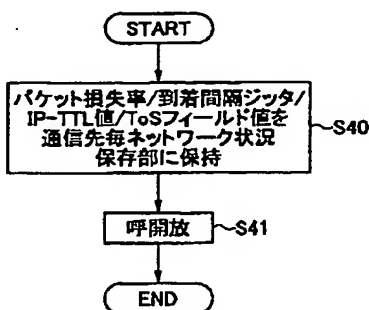 START
パケット損失率/到着間隔ジッタ/
IP-TTL値/ToSフィールド値を
通信先毎ネットワーク状況
保存部に保持
S40
呼開放
S41
END